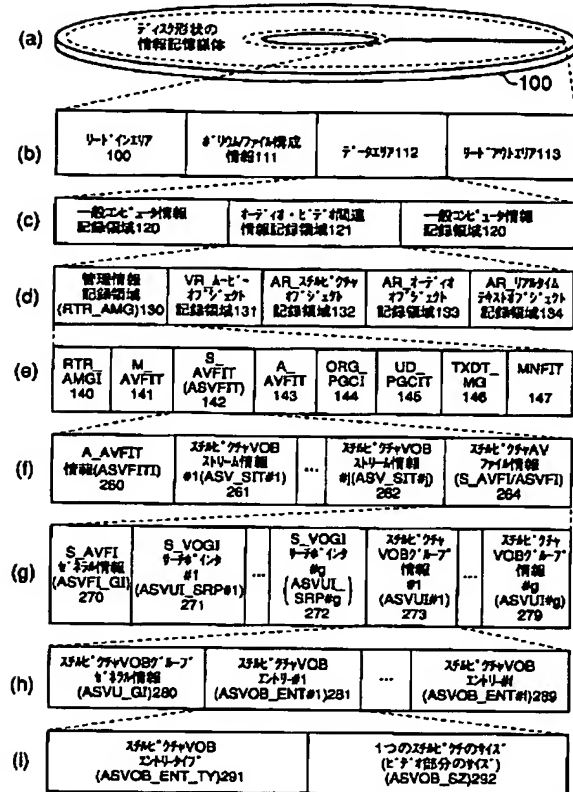 (a)
ディスク形状の
情報記憶媒体
100
(b)
リードインエリア
100
ボリウム/ファイル構成
情報111
データエリア112
リードアウトエリア113
(c)
一般コンピュータ情報
記録領域120
オーディオ・ビデオ関連
情報記録領域121
一般コンピュータ情報
記録領域120
(d)
管理情報
記録領域
(RTR_AMG)130
VR_ムービー
オブジェクト
記録領域131
AR_スチルピクチャ
オブジェクト
記録領域132
AR_オーディオ
オブジェクト
記録領域133
AR_リアルタイム
テキストオブジェクト
記録領域134
(e)
RTR_
AMGI
140
M_
AVFIT
141
S_
AVFIT
(ASVFIT)
142
A_
AVFIT
143
ORG_
PGCI
144
UD_
PGCIT
145
TXDT_
MG
146
MNFIT
147
(f)
A_AVFIT
情報(ASVFITI)
260
スチルピクチャVOB
ストリーム情報
#1(ASV_SIT#1)
261
...
スチルピクチャVOB
ストリーム情報
#j(ASV_SIT#j)
262
スチルピクチャAV
ファイル情報
(S_AVFI/ASVFI)
264
(g)
S_AVFI
ゼネラル情報
(ASVFI_GI)
270
S_VOGI
サーチポインタ
#1
(ASVUI_SRP#1)
271
...
S_VOGI
サーチポインタ
#g
(ASVUI_
SRP#g)
272
スチルピクチャ
VOBグループ
情報
#1
(ASVUI#1)
273
...
スチルピクチャ
VOBグループ
情報
#g
(ASVUI#g)
279
(h)
スチルピクチャVOBグループ
ゼネラル情報
(ASVU_GI)280
スチルピクチャVOB
エントリー#1
(ASVOB_ENT#1)281
...
スチルピクチャVOB
エントリー#f
(ASVOB_ENT#f)289
(i)
スチルピクチャVOB
エントリータイプ
(ASVOB_ENT_TY)291
1つのスチルピクチャのサイズ
(ビデオ部分のサイズ)
(ASVOB_SZ)292